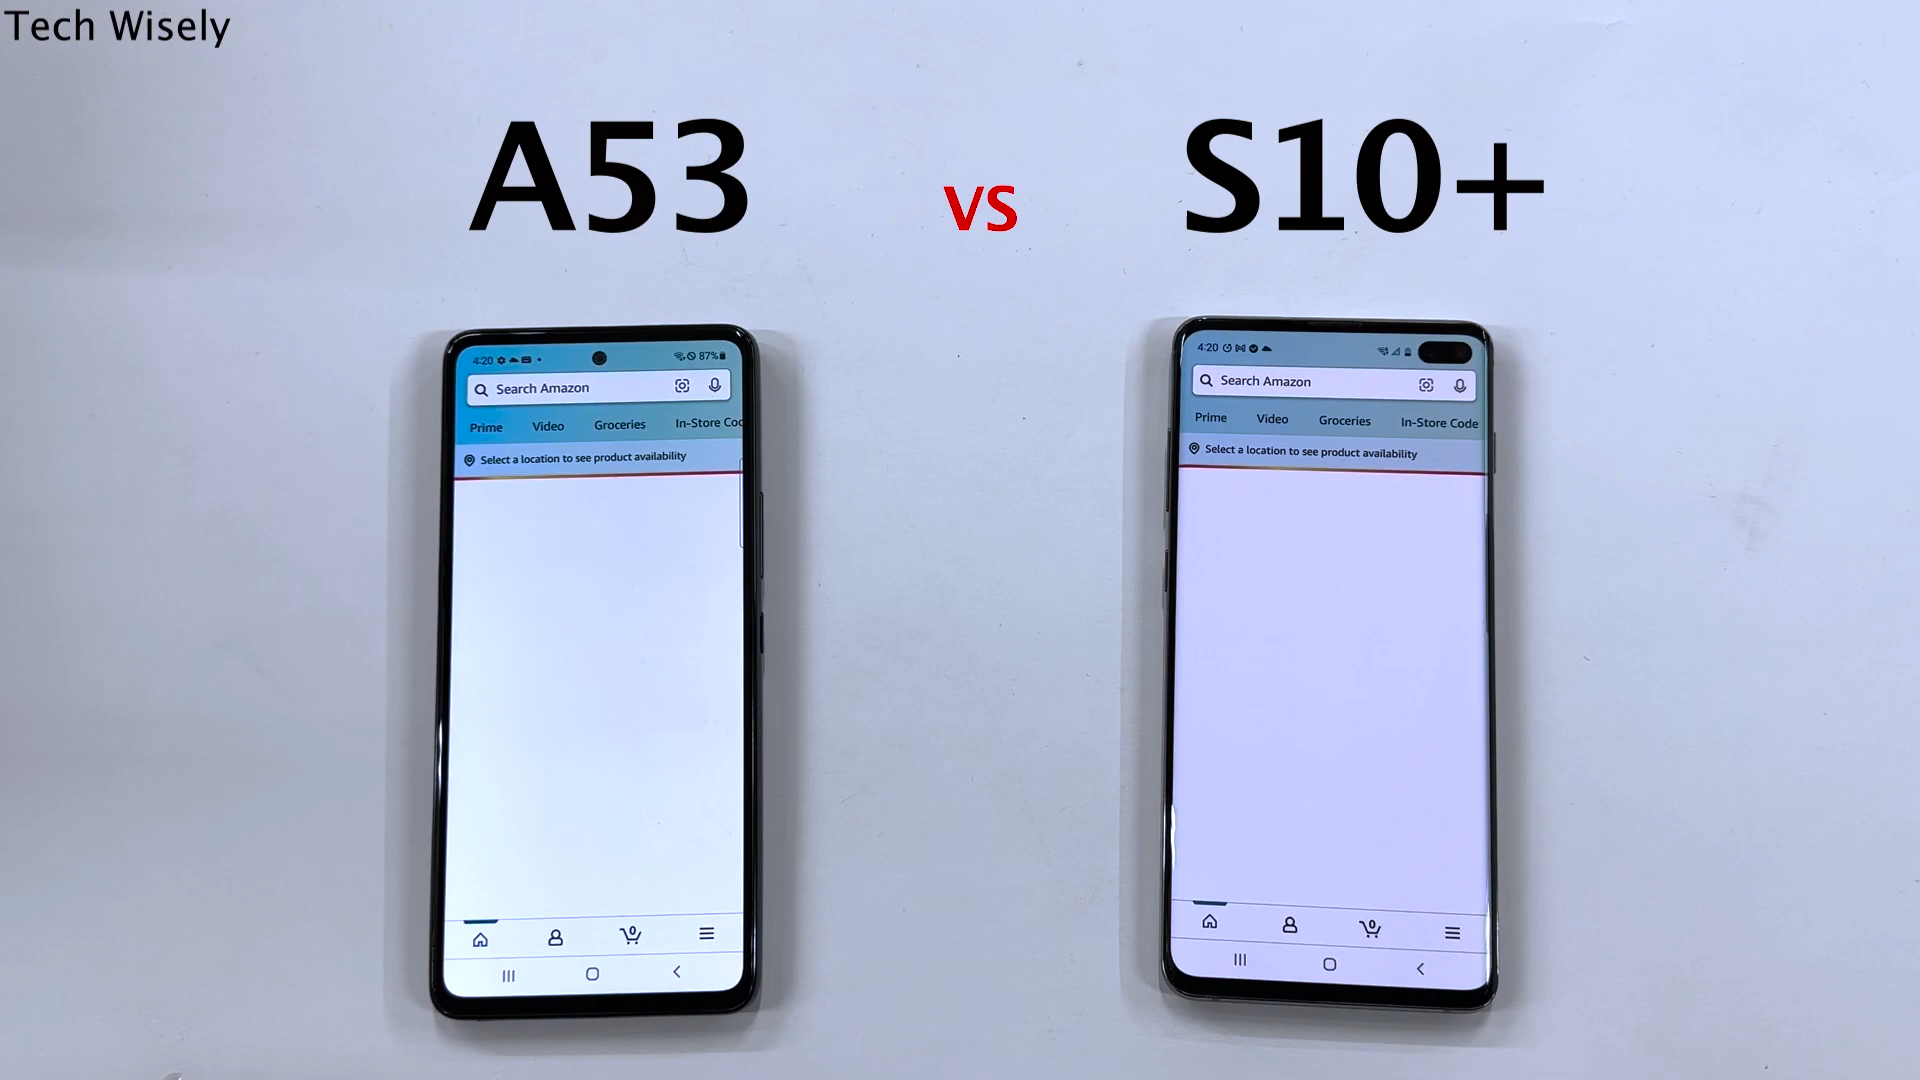 Tech Wisely
A53 vs S10+
4:20 87%
Search Amazon
Prime Video Groceries In-Store Coc
Select a location to see product availability
0
4:20
Search Amazon
Prime Video Groceries In-Store Code
Select a location to see product availability
0